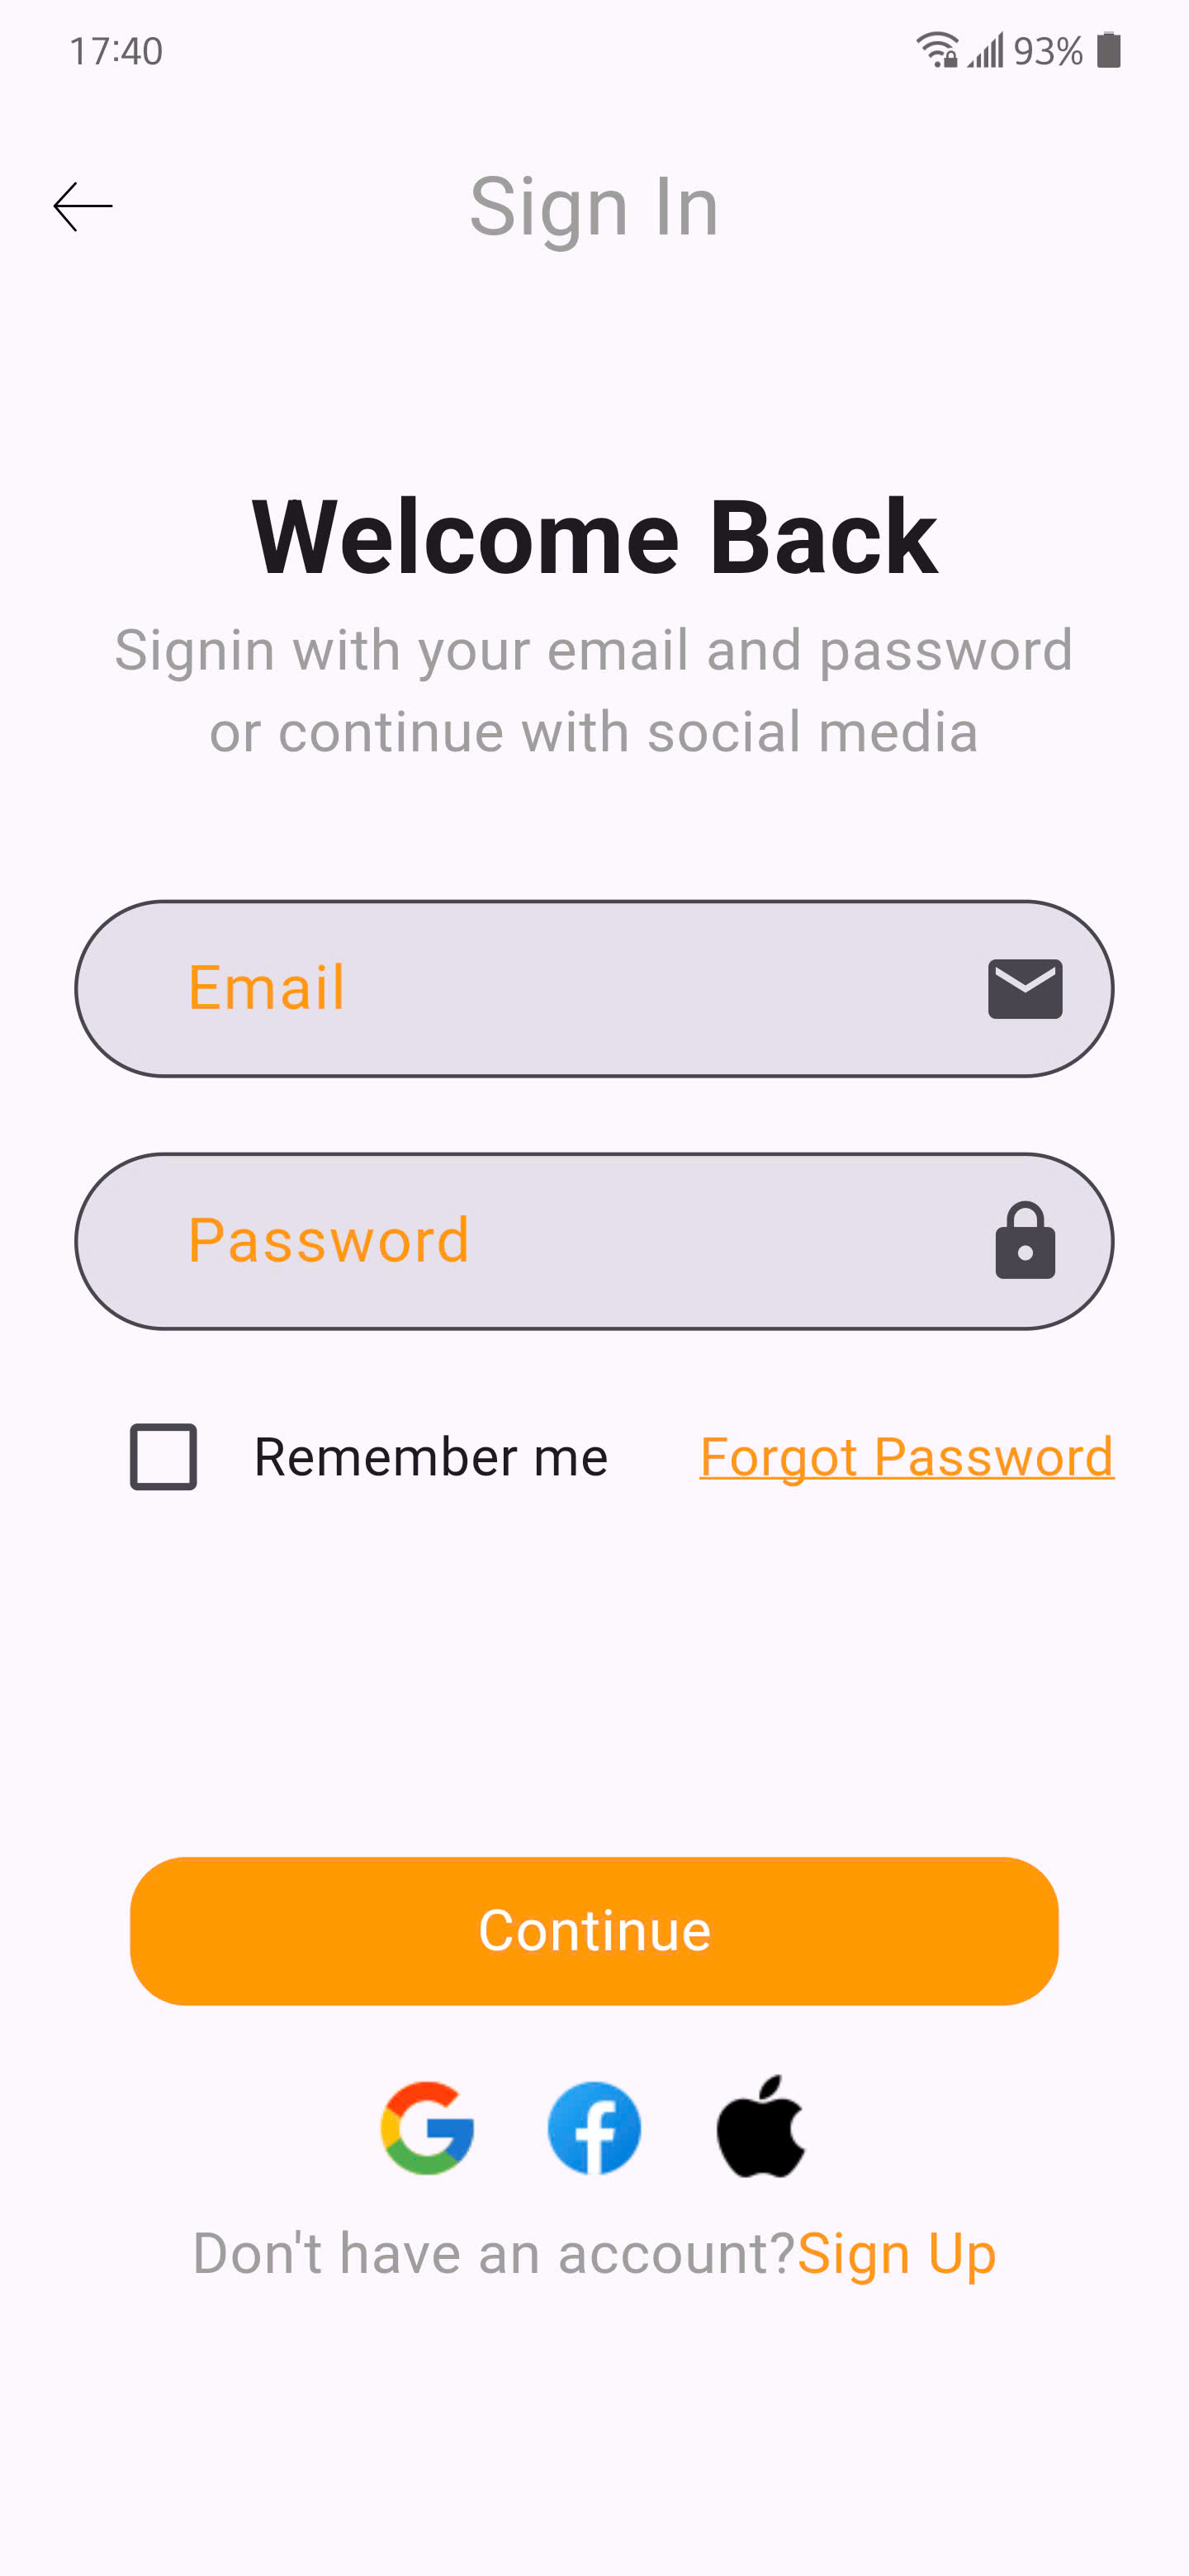 17:40 93%
Sign In
Welcome Back
Signin with your email and password
or continue with social media
Email
Password
Remember me Forgot Password
Continue
Don't have an account?Sign Up